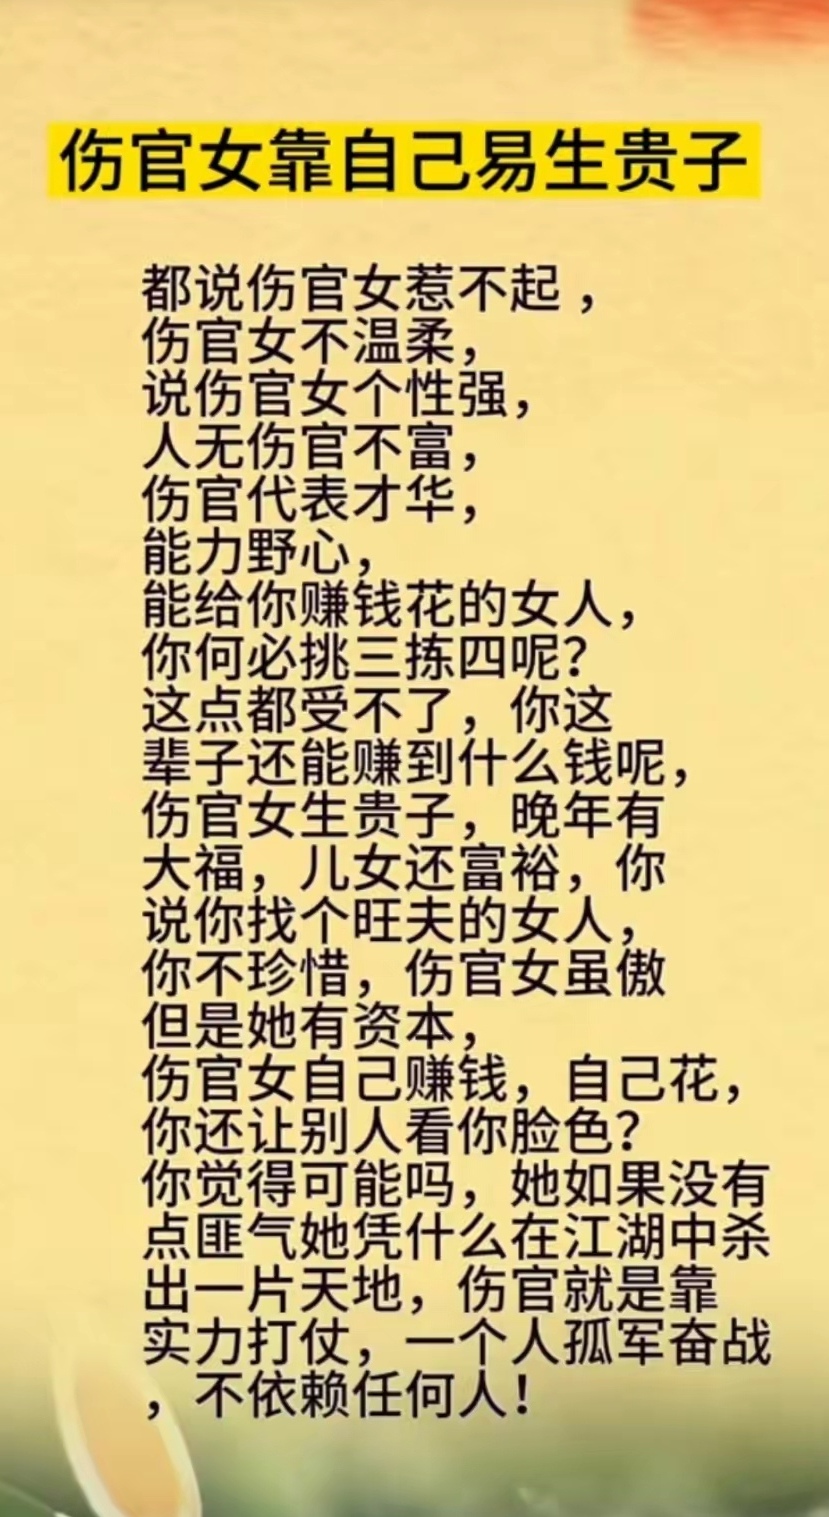 伤官女靠自己易生贵子
都说伤官女惹不起，
伤官女不温柔，
说伤官女个性强，
人无伤官不富，
伤官代表才华，
能力野心，
能给你赚钱花的女人，
你何必挑三拣四呢？
这点都受不了，你这
辈子还能赚到什么钱呢，
伤官女生贵子，晚年有
大福，儿女还富裕，你
说你找个旺夫的女人，
你不珍惜，伤官女虽傲
但是她有资本，
伤官女自己赚钱，自己花，
你还让别人看你脸色？
你觉得可能吗，她如果没有
点匪气她凭什么在江湖中杀
出一片天地，伤官就是靠
实力打仗，一个人孤军奋战
，不依赖任何人！